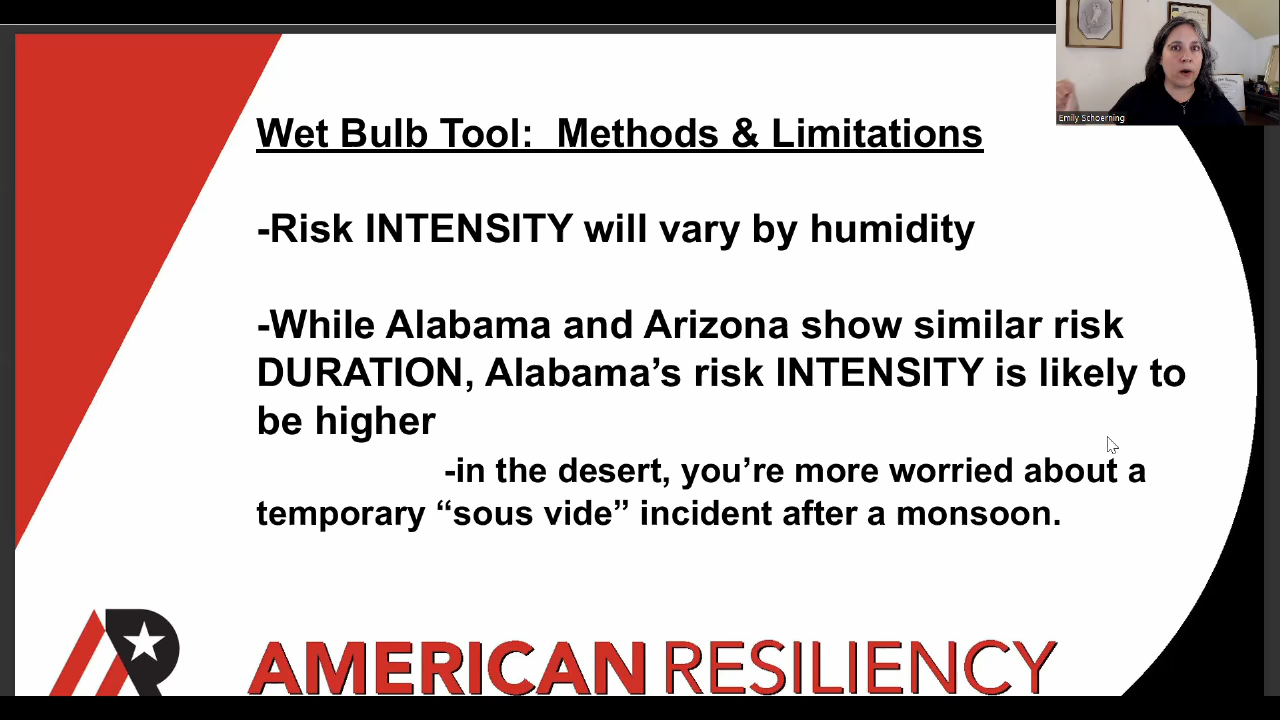 Emily Schoerning
Wet Bulb Tool:  Methods & Limitations
-Risk INTENSITY will vary by humidity
-While Alabama and Arizona show similar risk
DURATION, Alabama’s risk INTENSITY is likely to
be higher
-in the desert, you’re more worried about a
temporary “sous vide” incident after a monsoon.
AMERICAN RESILIENCY